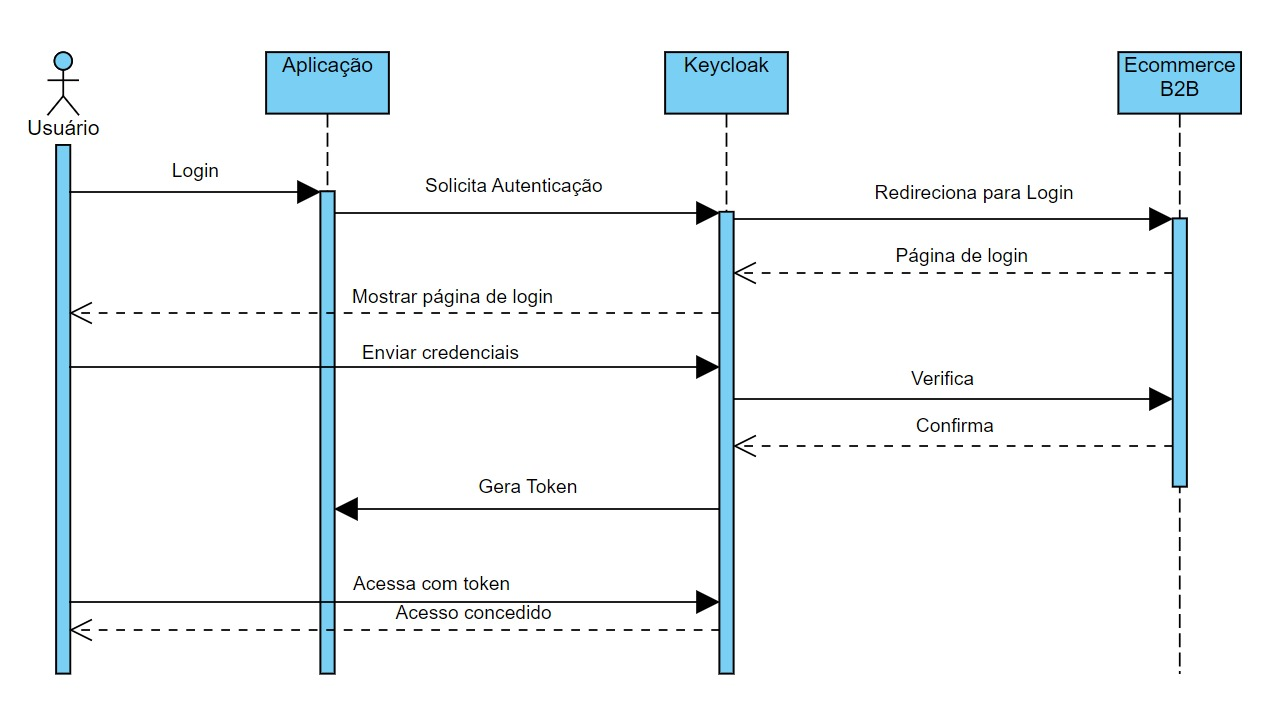 Aplicação
Keycloak
Ecommerce
B2B
Usuário
Login
Solicita Autenticação
Redireciona para Login
Página de login
Mostrar página de login
Enviar credenciais
Verifica
Confirma
Gera Token
Acessa com token
Acesso concedido